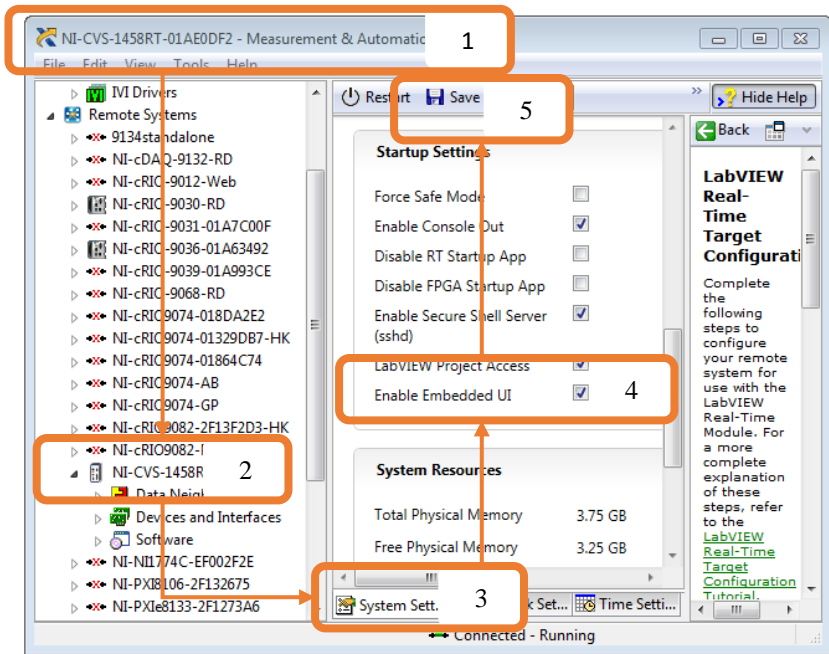 NI-CVS-1458RT-01AE0DF2 - Measurement & Automatic
1
File Edit View Tools Help
IVI Drivers
Remote Systems
9134standalone
NI-cDAQ-9132-RD
NI-cRIO-9012-Web
NI-cRIO-9030-RD
NI-cRIO-9031-01A7C00F
NI-cRIO-9036-01A63492
NI-cRIO-9039-01A993CE
NI-cRIO-9068-RD
NI-cRIO9074-018DA2E2
NI-cRIO9074-01329DB7-HK
NI-cRIO9074-01864C74
NI-cRIO9074-AB
NI-cRIO9074-GP
NI-cRIO9082-2F13F2D3-HK
NI-cRIO9082-
NI-CVS-1458R
2
Data Neigh
Devices and Interfaces
Software
NI-NI1774C-EF002F2E
NI-PXI8106-2F132675
NI-PXIe8133-2F1273A6
Restart Save
5
Startup Settings
Force Safe Mode
Enable Console Out
Disable RT Startup App
Disable FPGA Startup App
Enable Secure Shell Server
(sshd)
LabVIEW Project Access
Enable Embedded UI
4
System Resources
Total Physical Memory 3.75 GB
Free Physical Memory 3.25 GB
System Sett.
3
k Set... Time Setti...
Hide Help
Back
LabVIEW
Real-
Time
Target
Configurati
Complete
the
following
steps to
configure
your remote
system for
use with the
LabVIEW
Real-Time
Module. For
a more
complete
explanation
of these
steps, refer
to the
LabVIEW
Real-Time
Target
Configuration
Tutorial.
Connected - Running